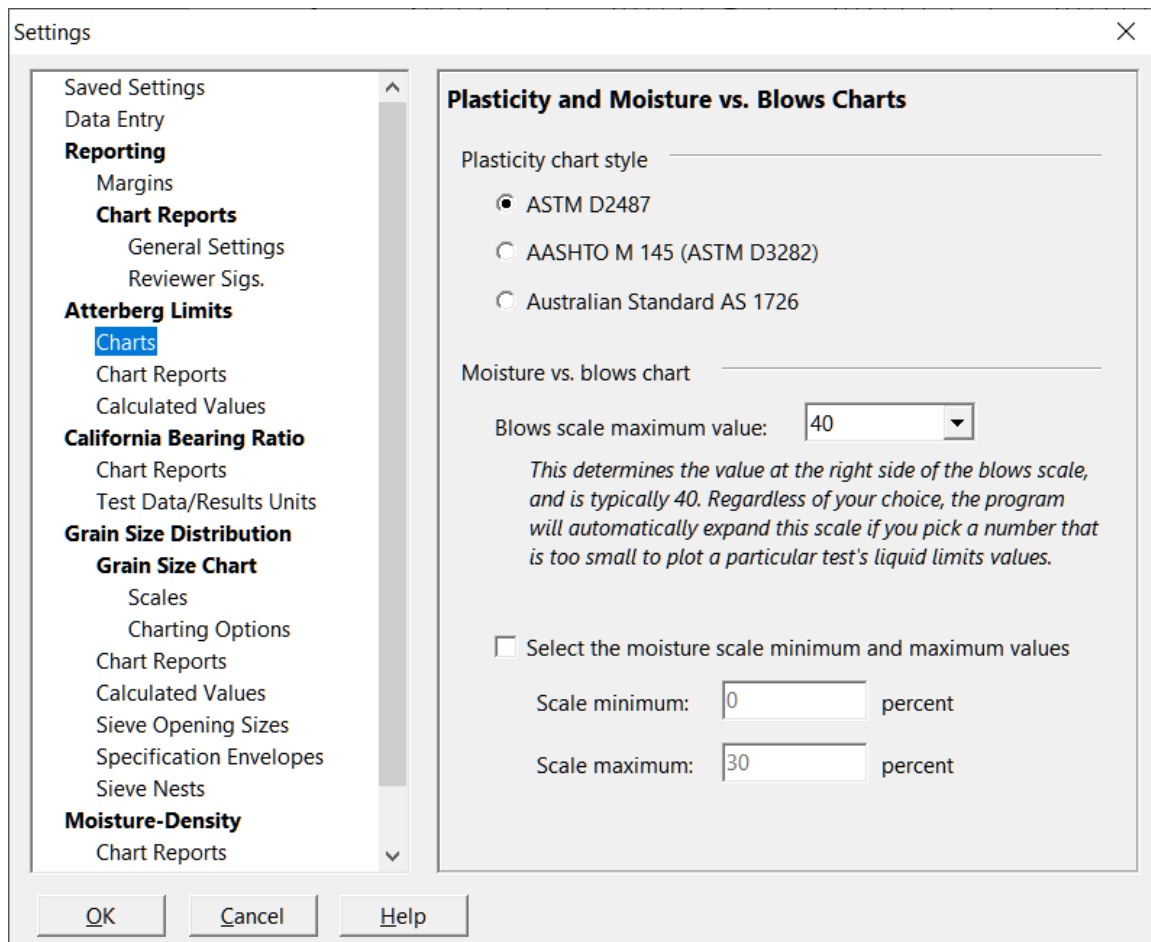 Settings
Saved Settings
Data Entry
Reporting
Margins
Chart Reports
General Settings
Reviewer Sigs.
Atterberg Limits
Charts
Chart Reports
Calculated Values
California Bearing Ratio
Chart Reports
Test Data/Results Units
Grain Size Distribution
Grain Size Chart
Scales
Charting Options
Chart Reports
Calculated Values
Sieve Opening Sizes
Specification Envelopes
Sieve Nests
Moisture-Density
Chart Reports
Plasticity and Moisture vs. Blows Charts
Plasticity chart style
ASTM D2487
AASHTO M 145 (ASTM D3282)
Australian Standard AS 1726
Moisture vs. blows chart
Blows scale maximum value: 40
This determines the value at the right side of the blows scale,
and is typically 40. Regardless of your choice, the program
will automatically expand this scale if you pick a number that
is too small to plot a particular test's liquid limits values.
Select the moisture scale minimum and maximum values
Scale minimum: 0 percent
Scale maximum: 30 percent
OK Cancel Help